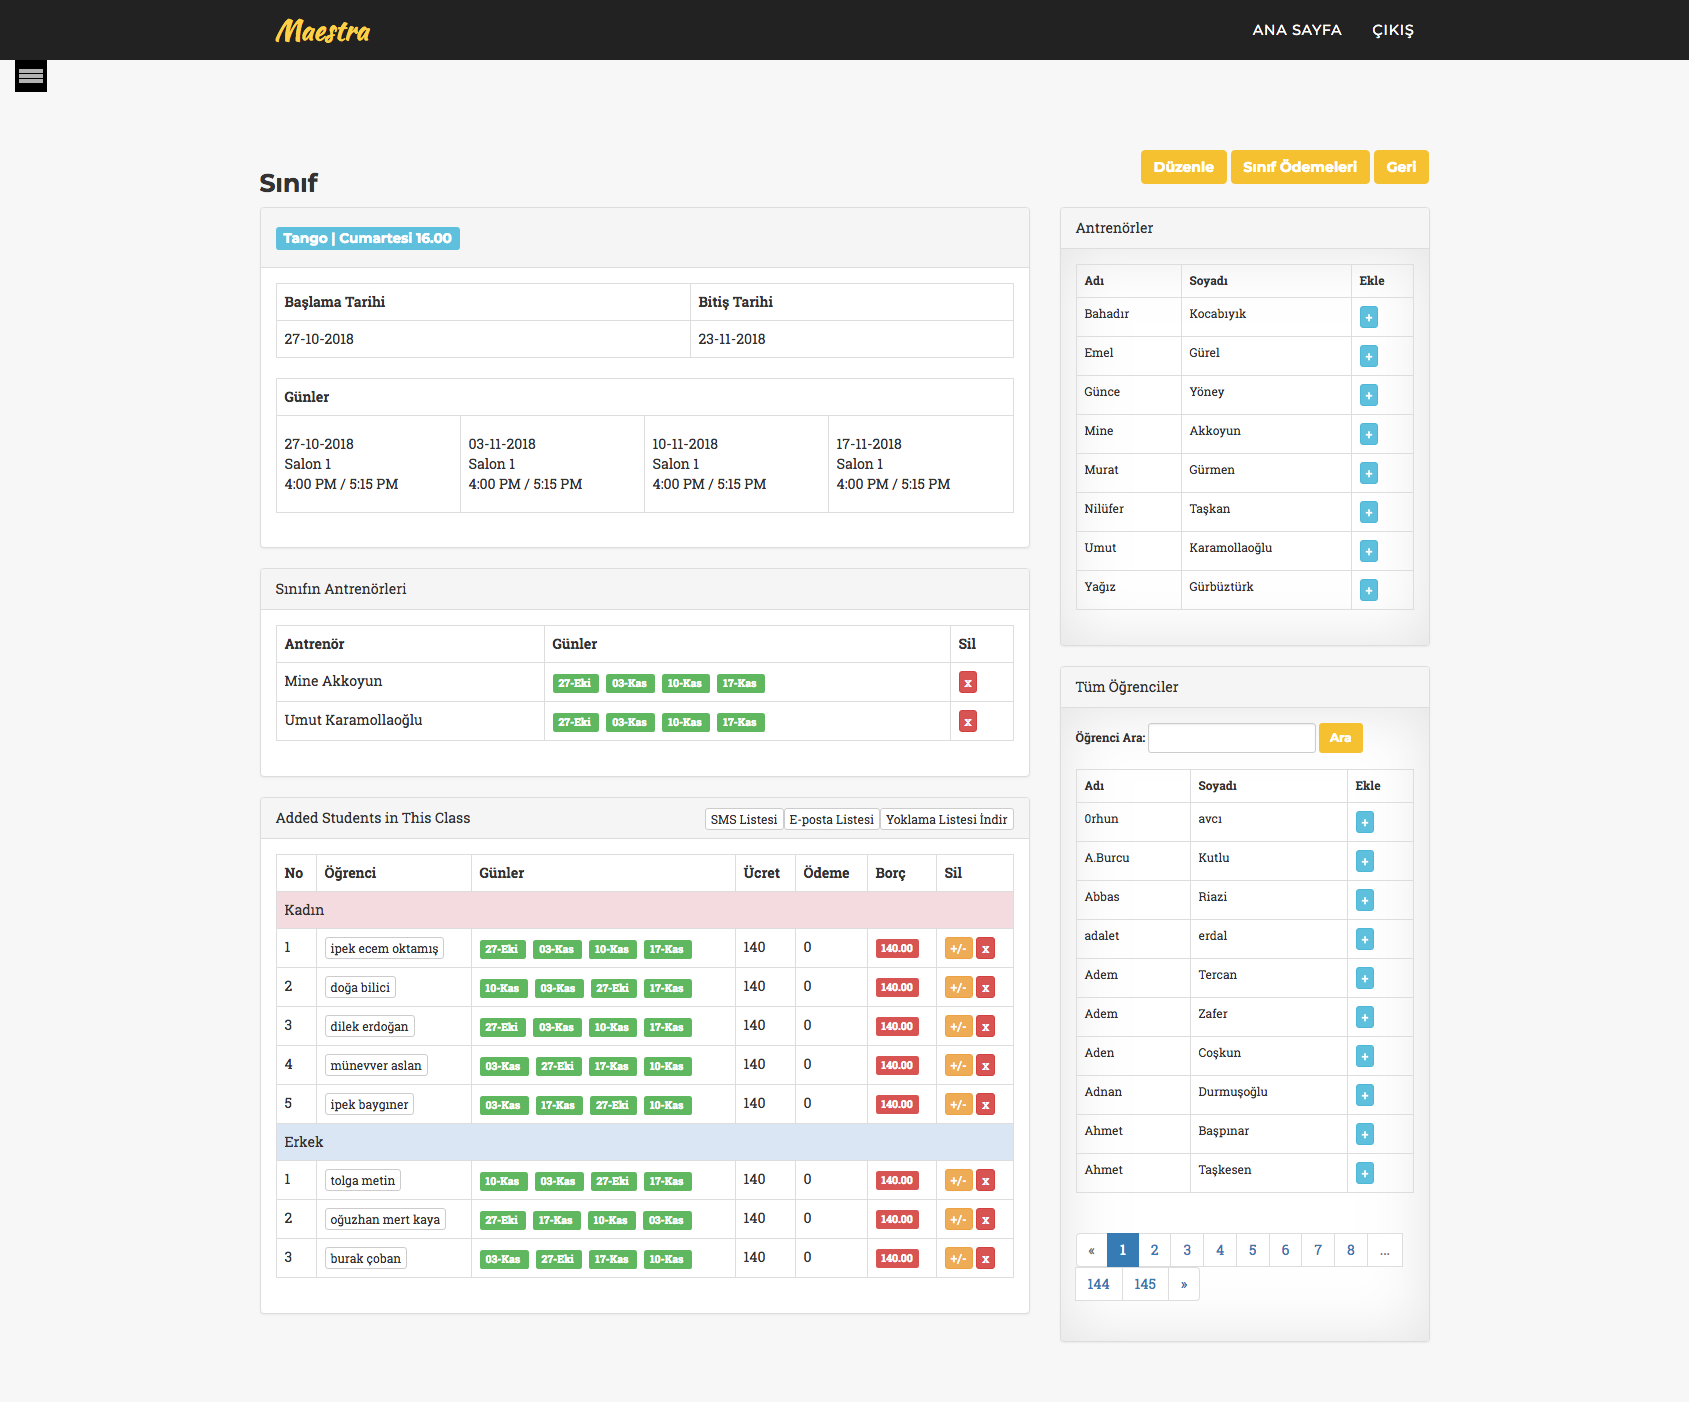 Maestra
ANA SAYFA ÇIKIŞ
Düzenle Sınıf Ödemeleri Geri
Sınıf
Tango | Cumartesi 16.00
Başlama Tarihi Bitiş Tarihi
27-10-2018 23-11-2018
Günler
27-10-2018 03-11-2018 10-11-2018 17-11-2018
Salon 1 Salon 1 Salon 1 Salon 1
4:00 PM / 5:15 PM 4:00 PM / 5:15 PM 4:00 PM / 5:15 PM 4:00 PM / 5:15 PM
Sınıfın Antrenörleri
Antrenör Günler Sil
Mine Akkoyun 27-Eki 03-Kas 10-Kas 17-Kas x
Umut Karamollaoğlu 27-Eki 03-Kas 10-Kas 17-Kas x
Added Students in This Class SMS Listesi E-posta Listesi Yoklama Listesi İndir
No Öğrenci Günler Ücret Ödeme Borç Sil
Kadın
1 ipek ecem oktamış 27-Eki 03-Kas 10-Kas 17-Kas 140 0 140.00 +/- x
2 doğa bilici 10-Kas 03-Kas 27-Eki 17-Kas 140 0 140.00 +/- x
3 dilek erdoğan 27-Eki 03-Kas 10-Kas 17-Kas 140 0 140.00 +/- x
4 münevver aslan 03-Kas 27-Eki 17-Kas 10-Kas 140 0 140.00 +/- x
5 ipek baygıner 03-Kas 17-Kas 27-Eki 10-Kas 140 0 140.00 +/- x
Erkek
1 tolga metin 10-Kas 03-Kas 27-Eki 17-Kas 140 0 140.00 +/- x
2 oğuzhan mert kaya 27-Eki 17-Kas 10-Kas 03-Kas 140 0 140.00 +/- x
3 burak çoban 03-Kas 27-Eki 17-Kas 10-Kas 140 0 140.00 +/- x
Antrenörler
Adı Soyadı Ekle
Bahadır Kocabıyık +
Emel Gürel +
Günce Yöney +
Mine Akkoyun +
Murat Gürmen +
Nilüfer Taşkan +
Umut Karamollaoğlu +
Yağız Gürbüztürk +
Tüm Öğrenciler
Öğrenci Ara: Ara
Adı Soyadı Ekle
0rhun avcı +
A.Burcu Kutlu +
Abbas Riazi +
adalet erdal +
Adem Tercan +
Adem Zafer +
Aden Coşkun +
Adnan Durmuşoğlu +
Ahmet Başpınar +
Ahmet Taşkesen +
« 1 2 3 4 5 6 7 8 ...
144 145 »